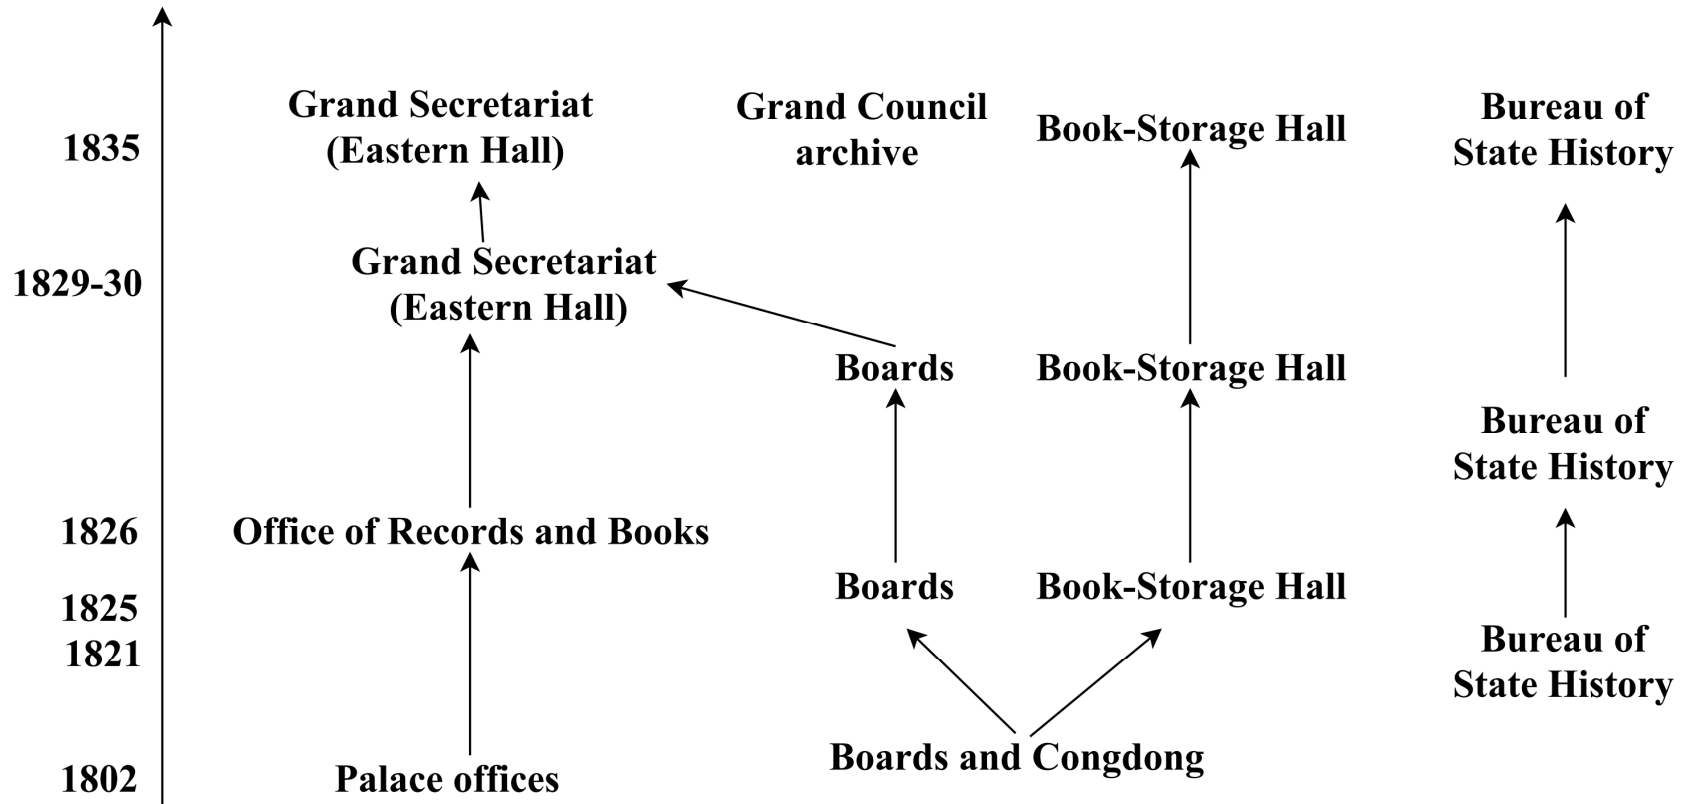 Grand Secretariat
(Eastern Hall)
Grand Council
archive
Book-Storage Hall
Bureau of
State History
1835
Grand Secretariat
(Eastern Hall)
1829-30
Boards
Book-Storage Hall
Bureau of
State History
1826
Office of Records and Books
Boards
Book-Storage Hall
1825
1821
Bureau of
State History
1802
Palace offices
Boards and Congdong